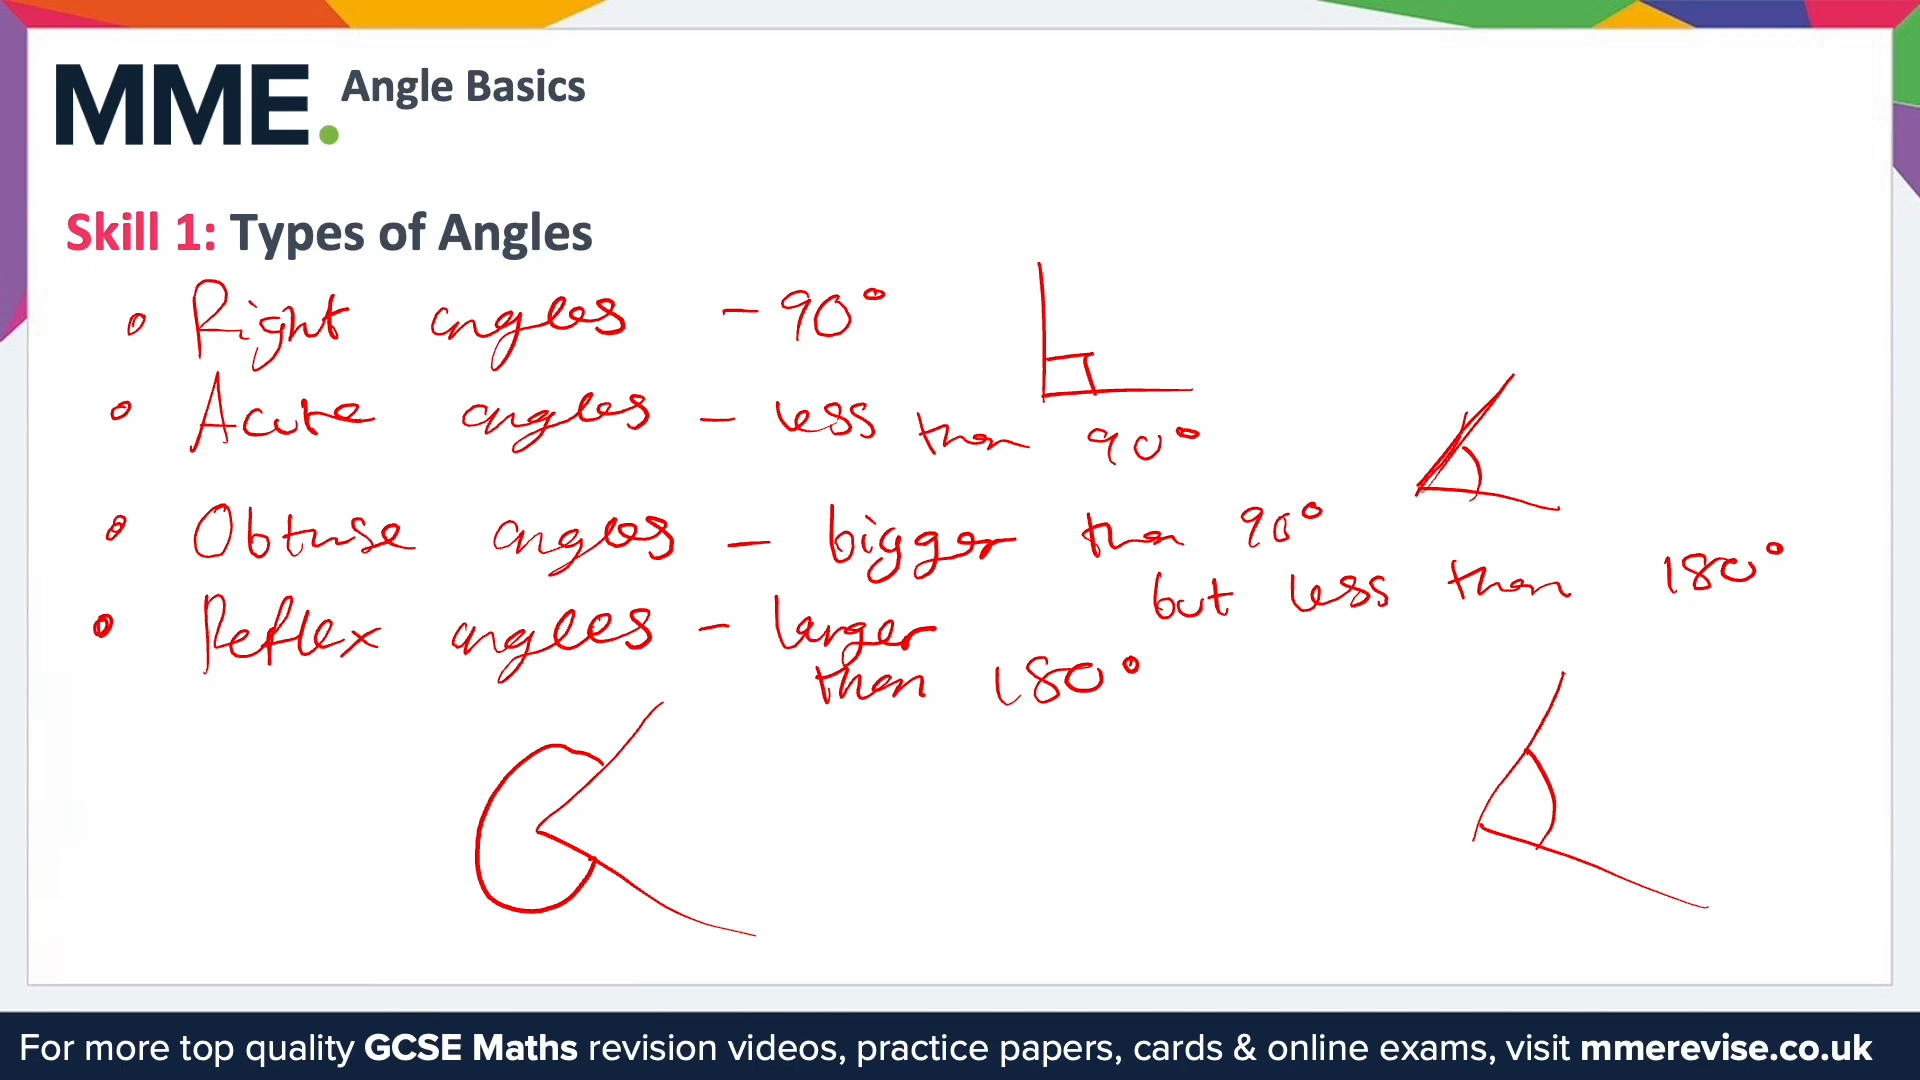 MME. Angle Basics
Skill 1: Types of Angles
• Right angles - 90°
• Acute angles - less than 90°
• Obtuse angles - bigger than 90°
but less than 180°
• Reflex angles - larger
than 180°
For more top quality GCSE Maths revision videos, practice papers, cards & online exams, visit mmerevise.co.uk